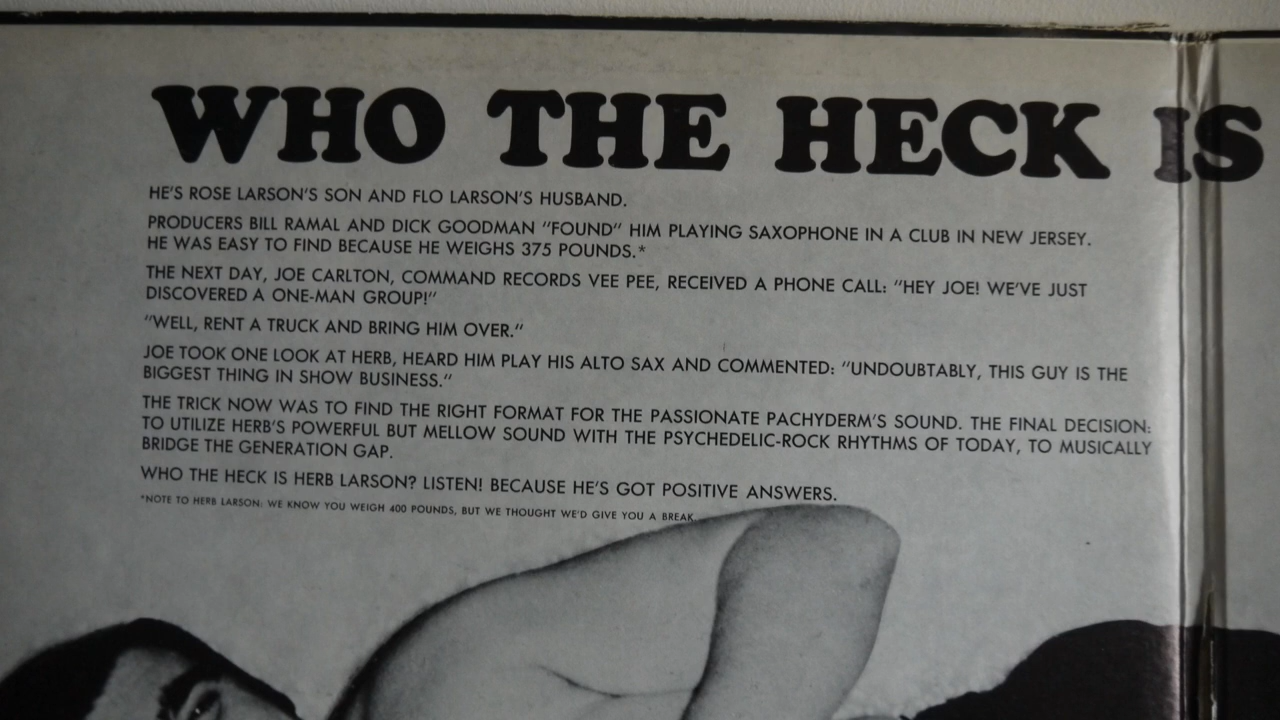 WHO THE HECK IS
HE'S ROSE LARSON'S SON AND FLO LARSON'S HUSBAND.
PRODUCERS BILL RAMAL AND DICK GOODMAN "FOUND" HIM PLAYING SAXOPHONE IN A CLUB IN NEW JERSEY.
HE WAS EASY TO FIND BECAUSE HE WEIGHS 375 POUNDS.*
THE NEXT DAY, JOE CARLTON, COMMAND RECORDS VEE PEE, RECEIVED A PHONE CALL: "HEY JOE! WE'VE JUST
DISCOVERED A ONE-MAN GROUP!"
"WELL, RENT A TRUCK AND BRING HIM OVER."
JOE TOOK ONE LOOK AT HERB, HEARD HIM PLAY HIS ALTO SAX AND COMMENTED: "UNDOUBTABLY, THIS GUY IS THE
BIGGEST THING IN SHOW BUSINESS."
THE TRICK NOW WAS TO FIND THE RIGHT FORMAT FOR THE PASSIONATE PACHYDERM'S SOUND. THE FINAL DECISION:
TO UTILIZE HERB'S POWERFUL BUT MELLOW SOUND WITH THE PSYCHEDELIC-ROCK RHYTHMS OF TODAY, TO MUSICALLY
BRIDGE THE GENERATION GAP.
WHO THE HECK IS HERB LARSON? LISTEN! BECAUSE HE'S GOT POSITIVE ANSWERS.
*NOTE TO HERB LARSON: WE KNOW YOU WEIGH 400 POUNDS, BUT WE THOUGHT WE'D GIVE YOU A BREAK.